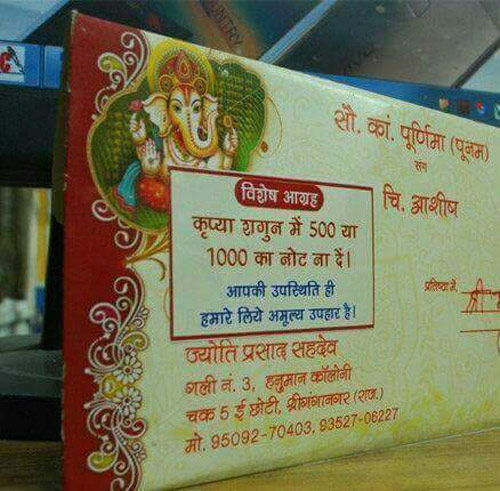 COUNTRY
सौ. कां. पूर्णिमा (पूनम)
संग
चि. आशीष
विशेष आग्रह
कृप्या शगुन में 500 या
1000 का नोट ना दें।
आपकी उपस्थिति ही
हमारे लिये अमूल्य उपहार है।
प्रतिष्ठा में,
ज्योति प्रसाद सहदेव
गली नं. 3, हनुमान कॉलोनी
चक 5 ई छोटी, श्रीगंगानगर (राज.)
मो. 95092-70403, 93527-06227